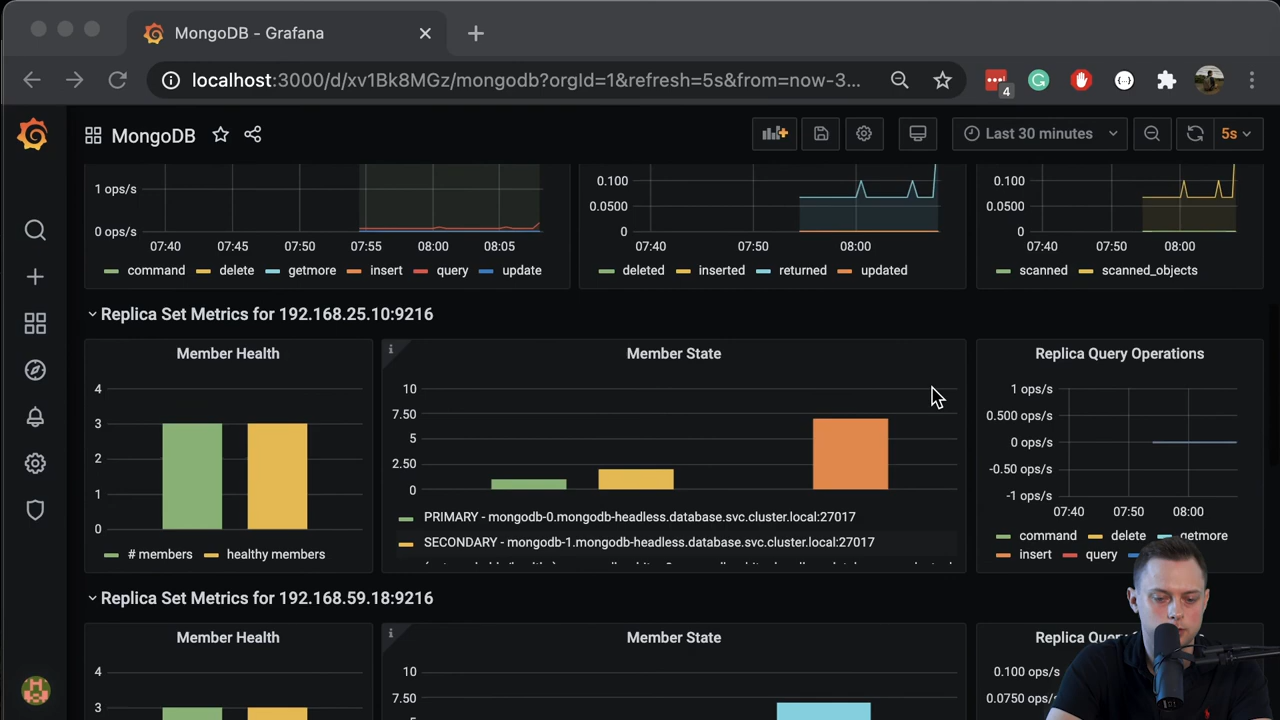 MongoDB - Grafana
localhost:3000/d/xv1Bk8MGz/mongodb?orgId=1&refresh=5s&from=now-3...
4
MongoDB
Last 30 minutes
5s
1 ops/s
0 ops/s
07:40 07:45 07:50 07:55 08:00 08:05
command delete getmore insert query update
0.100
0.0500
0
07:40 07:50 08:00
deleted inserted returned updated
0.100
0.0500
0
07:40 07:50 08:00
scanned scanned_objects
Replica Set Metrics for 192.168.25.10:9216
Member Health
4
3
2
1
0
# members healthy members
Member State
10
7.50
5
2.50
0
PRIMARY - mongodb-0.mongodb-headless.database.svc.cluster.local:27017
SECONDARY - mongodb-1.mongodb-headless.database.svc.cluster.local:27017
Replica Query Operations
1 ops/s
0.500 ops/s
0 ops/s
-0.50 ops/s
-1 ops/s
07:40 07:50 08:00
command delete getmore
insert query
Replica Set Metrics for 192.168.59.18:9216
Member Health
4
3
Member State
10
7.50
Replica
0.100 ops/s
0.0750 ops/s